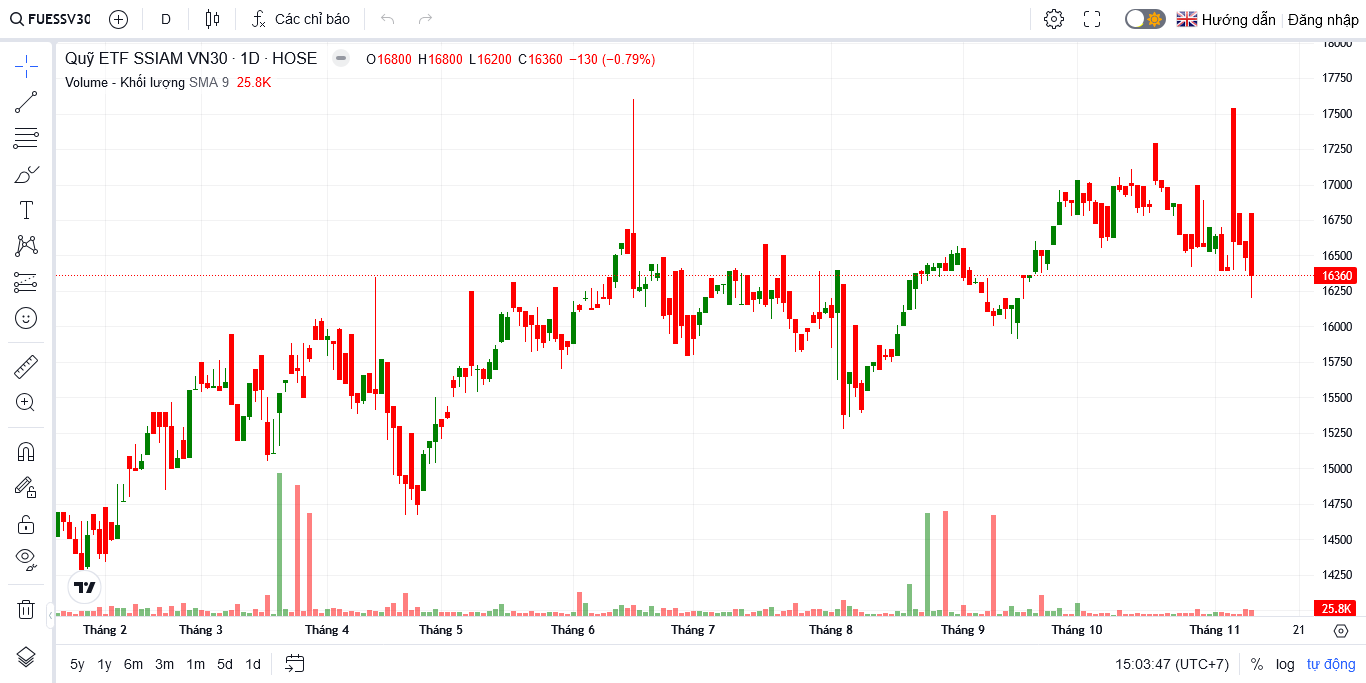 FUESSV30 D Các chỉ báo Hướng dẫn Đăng nhập
Quỹ ETF SSIAM VN30 · 1D · HOSE O16800 H16800 L16200 C16360 −130 (−0.79%)
Volume - Khối lượng SMA 9 25.8K
18000
17750
17500
17250
17000
16750
16500
16360
16250
16000
15750
15500
15250
15000
14750
14500
14250
25.8K
Tháng 2 Tháng 3 Tháng 4 Tháng 5 Tháng 6 Tháng 7 Tháng 8 Tháng 9 Tháng 10 Tháng 11 21
5y 1y 6m 3m 1m 5d 1d 15:03:47 (UTC+7) % log tự động